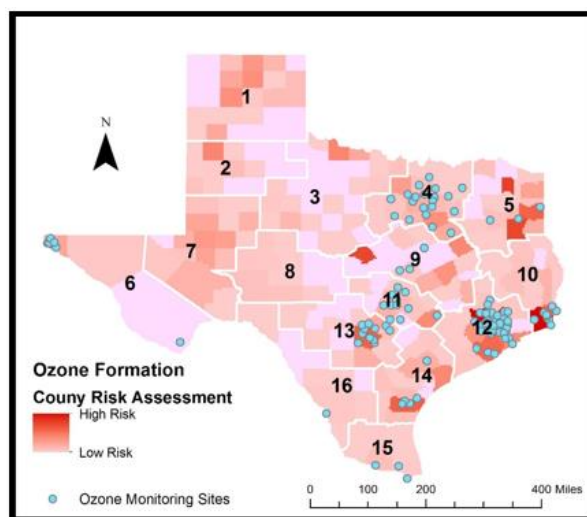 1
2
3
4
5
6
7
8
9
10
11
12
13
14
15
16
N
Ozone Formation
Couny Risk Assessment
High Risk
Low Risk
Ozone Monitoring Sites
0 100 200 400 Miles